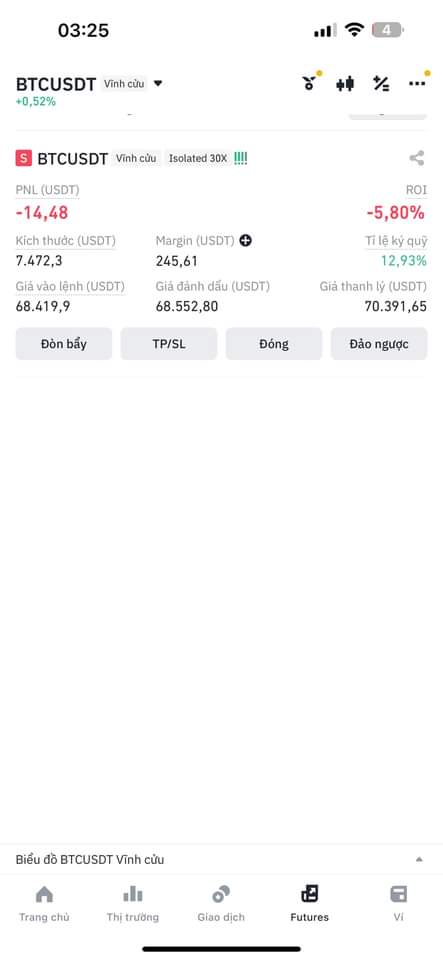 03:25
4
BTCUSDT Vĩnh cửu
+0,52%
S BTCUSDT Vĩnh cửu Isolated 30X
PNL (USDT) ROI
-14,48 -5,80%
Kích thước (USDT) Margin (USDT) Tỉ lệ ký quỹ
7.472,3 245,61 12,93%
Giá vào lệnh (USDT) Giá đánh dấu (USDT) Giá thanh lý (USDT)
68.419,9 68.552,80 70.391,65
Đòn bẩy TP/SL Đóng Đảo ngược
Biểu đồ BTCUSDT Vĩnh cửu
Trang chủ Thị trường Giao dịch Futures Ví